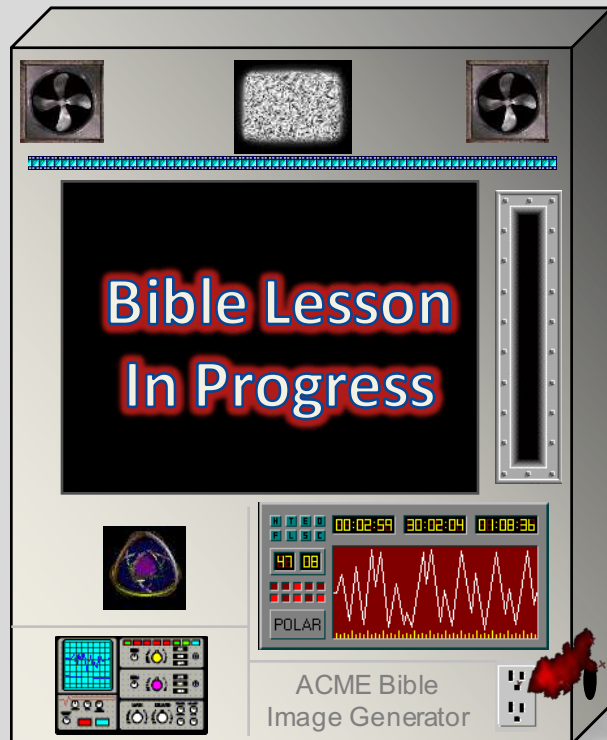 Bible Lesson
In Progress
H T E D
F L S C
00:02:59 30:02:04 01:08:36
47 08
POLAR
ACME Bible
Image Generator